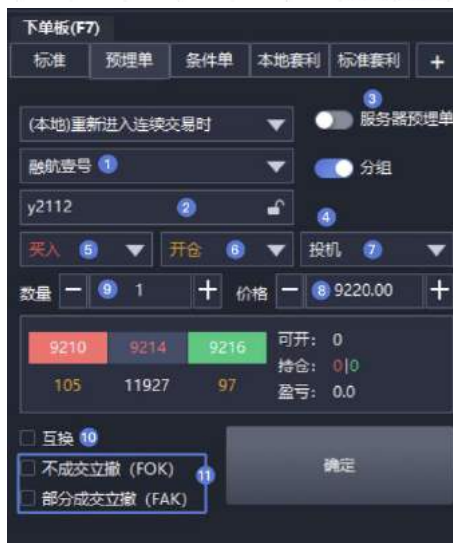 下单板(F7)
标准 预埋单 条件单 本地套利 标准套利 +
3
(本地)重新进入连续交易时 服务器预埋单
融航壹号 1 分组
y2112 2
4
买入 5 开仓 6 投机 7
数量 − 9 1 + 价格 − 8 9220.00 +
9210 9214 9216 可开: 0
持仓: 0|0
105 11927 97 盈亏: 0.0
互换 10
不成交立撤 (FOK) 11 确定
部分成交立撤 (FAK)